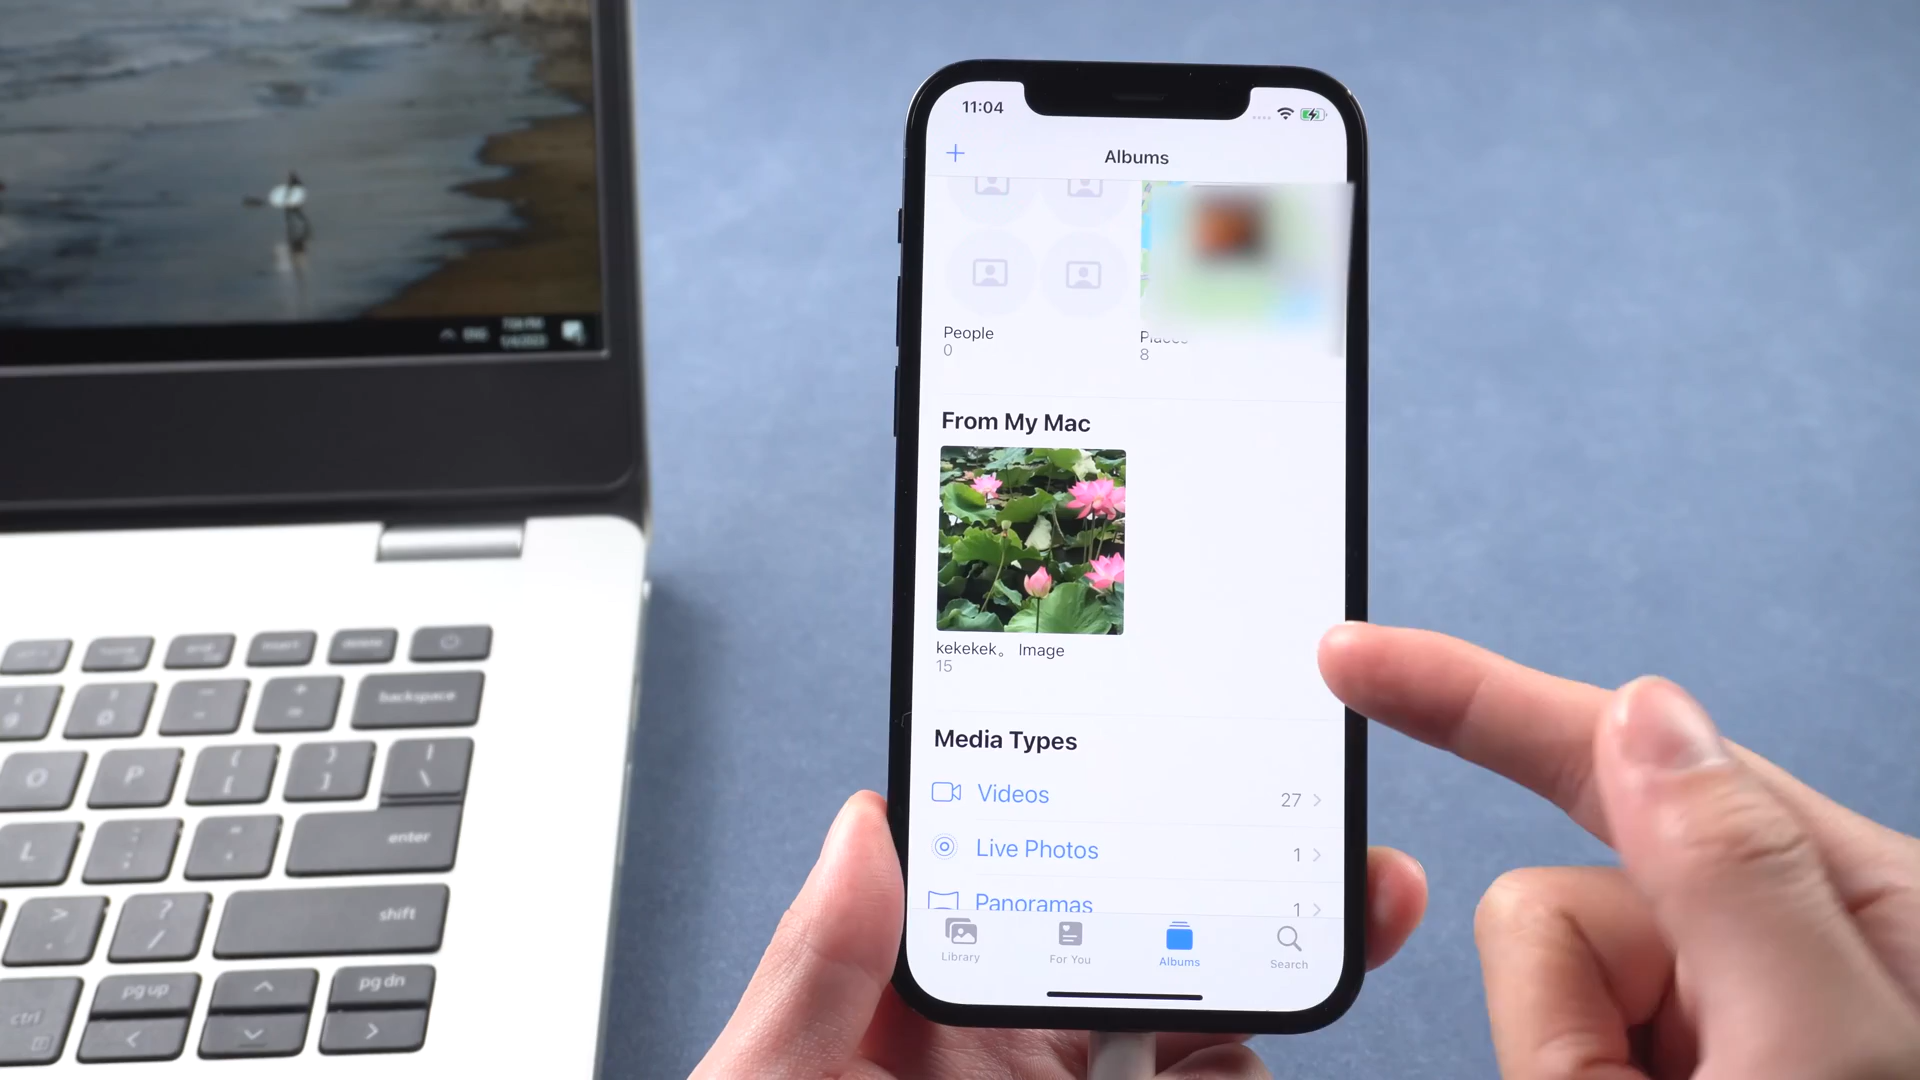 11:04
Albums
People
0
8
From My Mac
kekekek。 Image
15
Media Types
Videos
27
Live Photos
1
Panoramas
1
Library
For You
Albums
Search
ENG
backspace
O
P
{
[
}
]
|
\
L
enter
>
.
?
/
shift
ctrl
pg up
pg dn